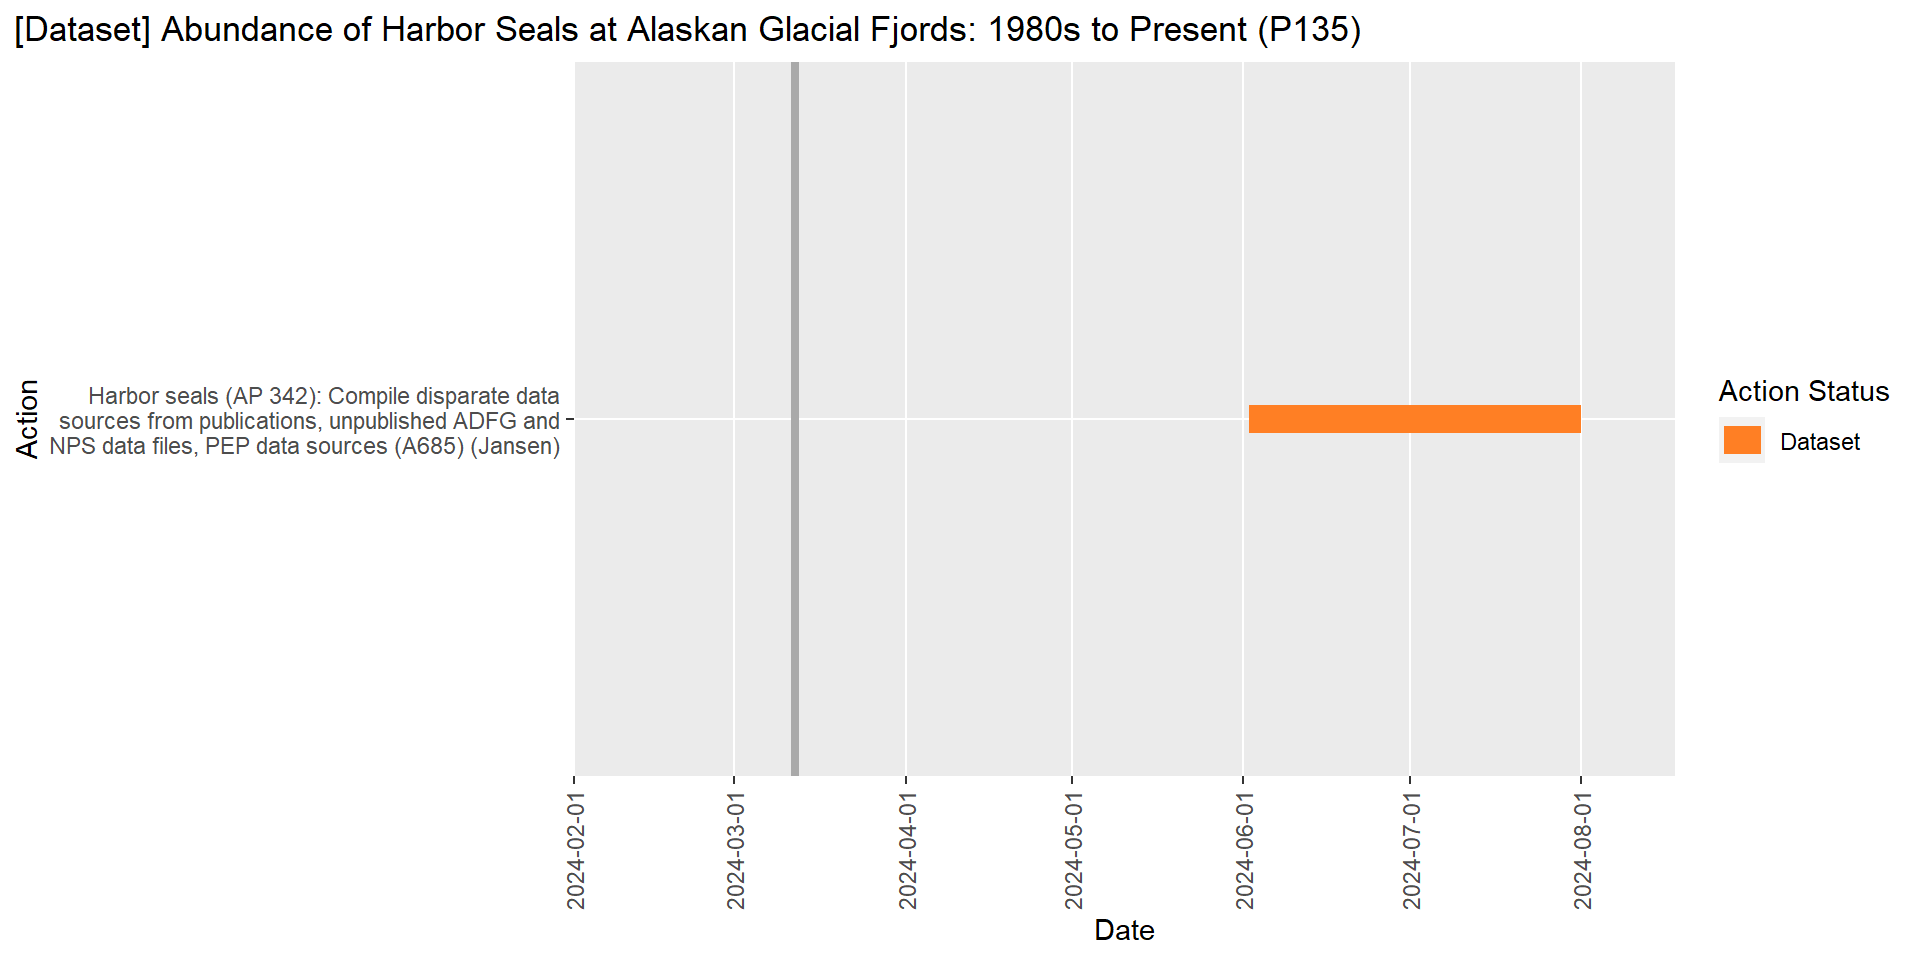 [Dataset] Abundance of Harbor Seals at Alaskan Glacial Fjords: 1980s to Present (P135)
Action
Harbor seals (AP 342): Compile disparate data
sources from publications, unpublished ADFG and
NPS data files, PEP data sources (A685) (Jansen)
Action Status
Dataset
2024-02-01
2024-03-01
2024-04-01
2024-05-01
2024-06-01
2024-07-01
2024-08-01
Date